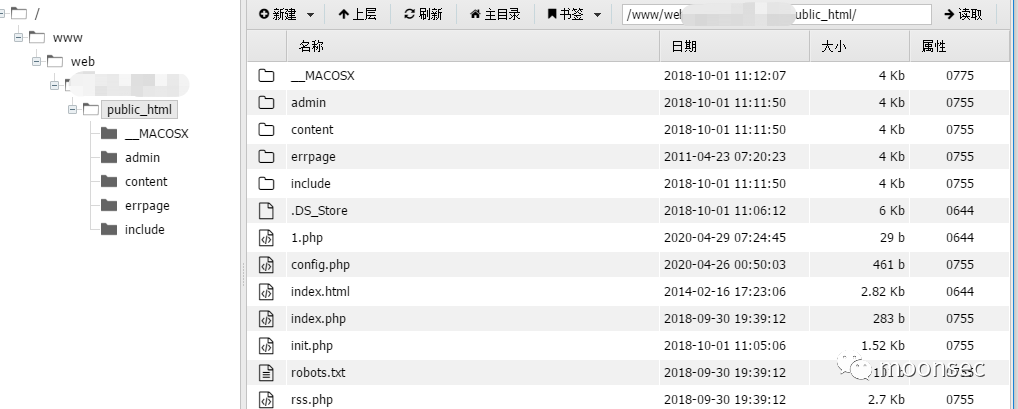 /
www
web
public_html
__MACOSX
admin
content
errpage
include
新建 上层 刷新 主目录 书签 /www/web public_html/ 读取
名称 日期 大小 属性
__MACOSX 2018-10-01 11:12:07 4 Kb 0775
admin 2018-10-01 11:11:50 4 Kb 0755
content 2018-10-01 11:11:50 4 Kb 0755
errpage 2011-04-23 07:20:23 4 Kb 0755
include 2018-10-01 11:11:50 4 Kb 0755
.DS_Store 2018-10-01 11:06:12 6 Kb 0644
1.php 2020-04-29 07:24:45 29 b 0644
config.php 2020-04-26 00:50:03 461 b 0755
index.html 2014-02-16 17:23:06 2.82 Kb 0644
index.php 2018-09-30 19:39:12 283 b 0755
init.php 2018-10-01 11:05:06 1.52 Kb 0755
robots.txt 2018-09-30 19:39:12 0755
moonsec
rss.php 2018-09-30 19:39:12 2.7 Kb 0755